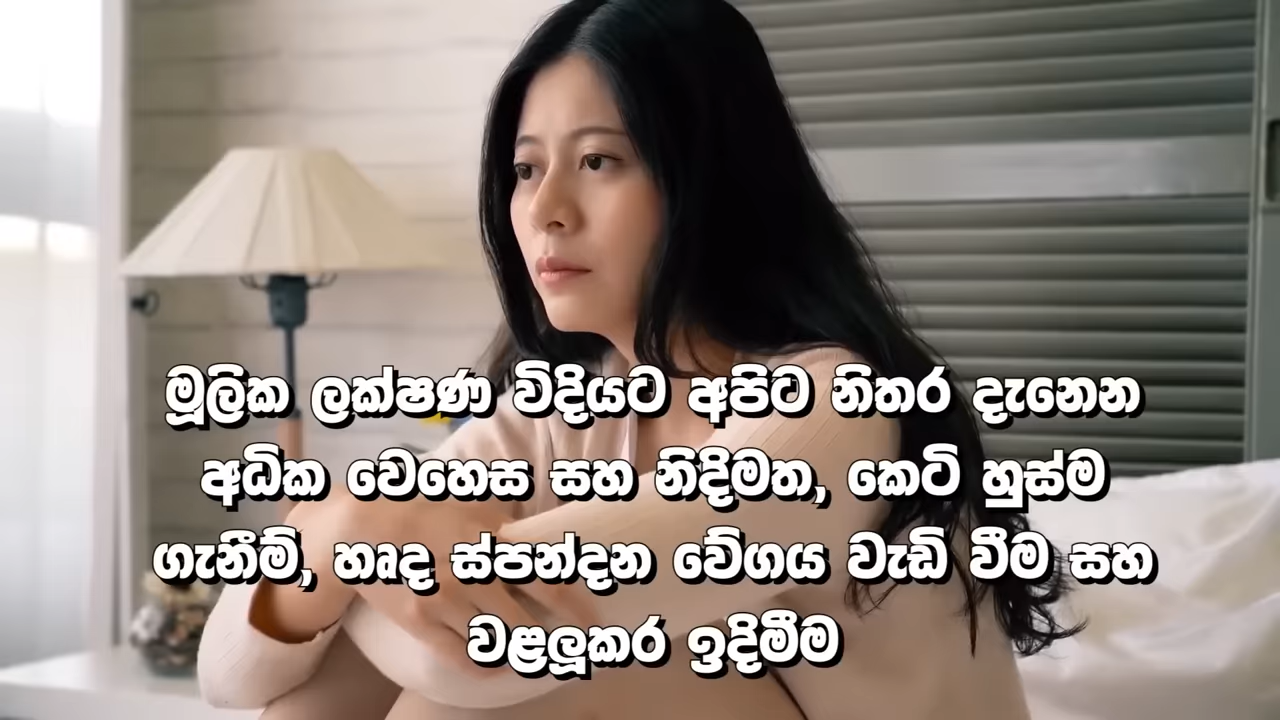 මූලික ලක්ෂණ විදියට අපිට නිතර දැනෙන
අධික වෙහෙස සහ නිදිමත, කෙටි හුස්ම
ගැනීම්, හෘද ස්පන්දන වේගය වැඩි වීම සහ
වළලූකර ඉදිමීම